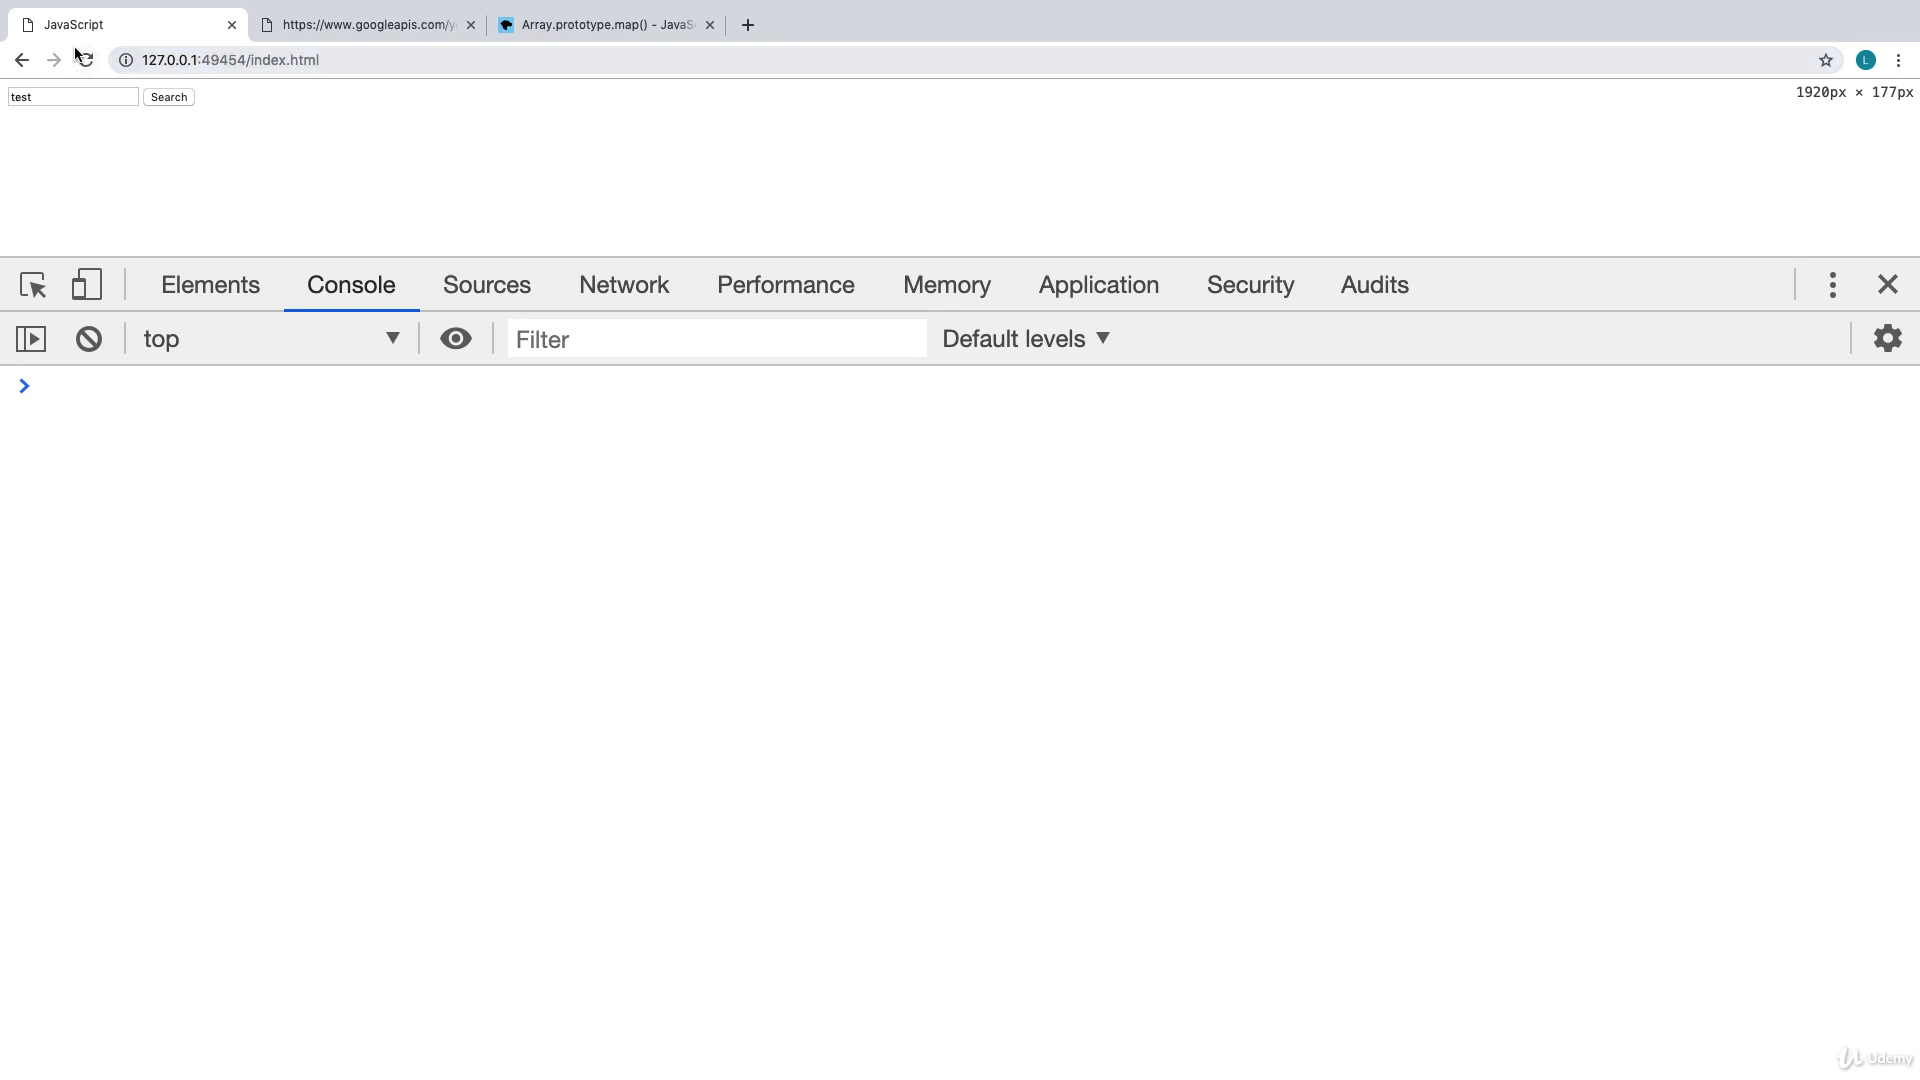 JavaScript
https://www.googleapis.com/y
Array.prototype.map() - JavaS
127.0.0.1:49454/index.html
L
test
Search
1920px × 177px
Elements
Console
Sources
Network
Performance
Memory
Application
Security
Audits
top
Filter
Default levels
Udemy